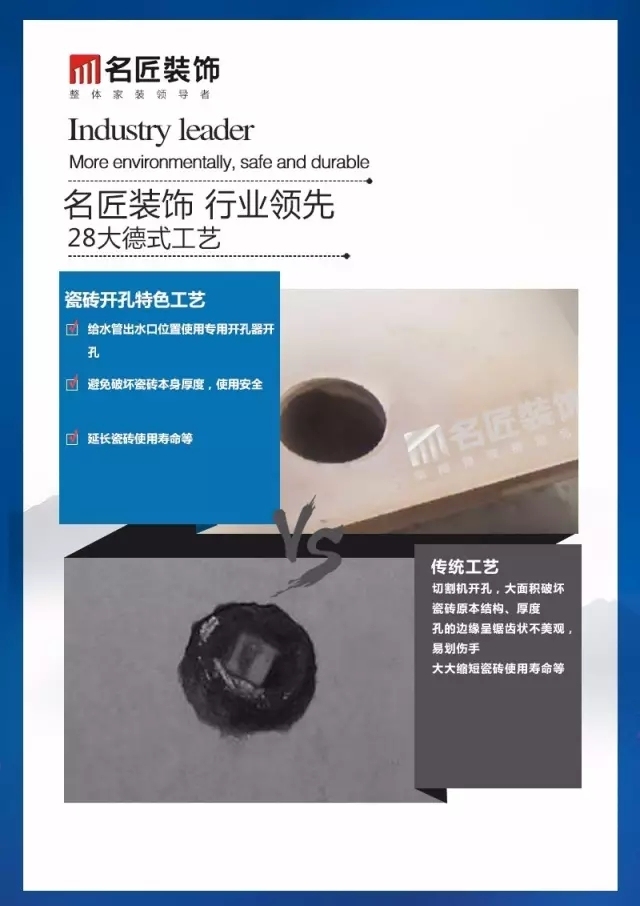 名匠装饰
整体家装领导者
Industry leader
More environmentally, safe and durable
名匠装饰 行业领先
28大德式工艺
瓷砖开孔特色工艺
给水管出水口位置使用专用开孔器开
孔
避免破坏瓷砖本身厚度，使用安全
延长瓷砖使用寿命等
名匠装饰
VS
传统工艺
切割机开孔，大面积破坏
瓷砖原本结构、厚度
孔的边缘呈锯齿状不美观，
易划伤手
大大缩短瓷砖使用寿命等